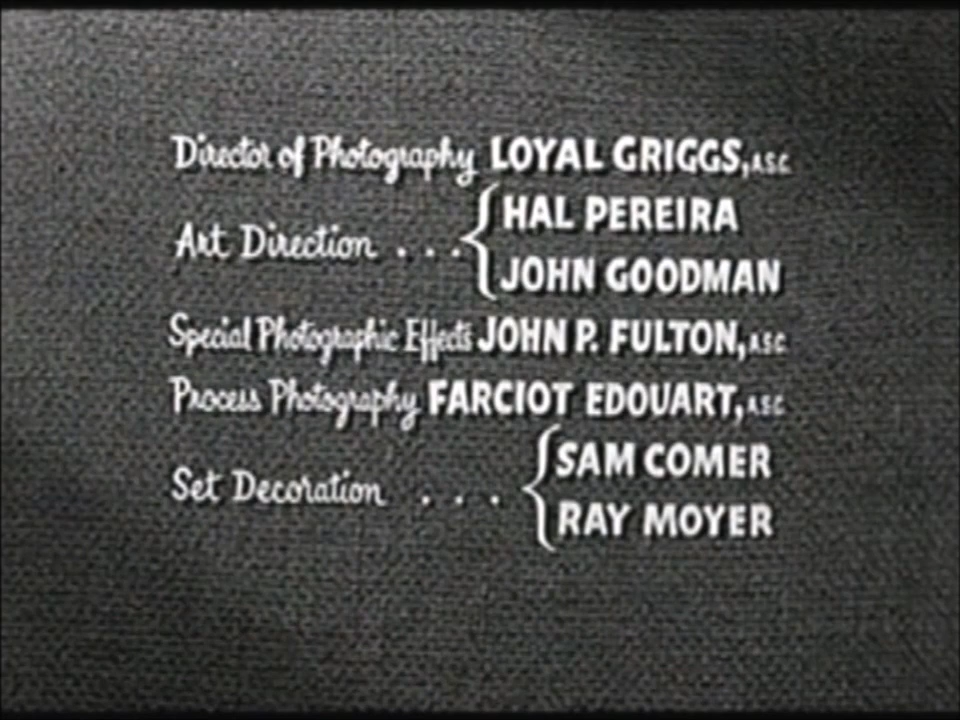 Director of Photography LOYAL GRIGGS, A.S.C.
Art Direction . . . { HAL PEREIRA
JOHN GOODMAN
Special Photographic Effects JOHN P. FULTON, A.S.C.
Process Photography FARCIOT EDOUART, A.S.C.
Set Decoration . . . { SAM COMER
RAY MOYER